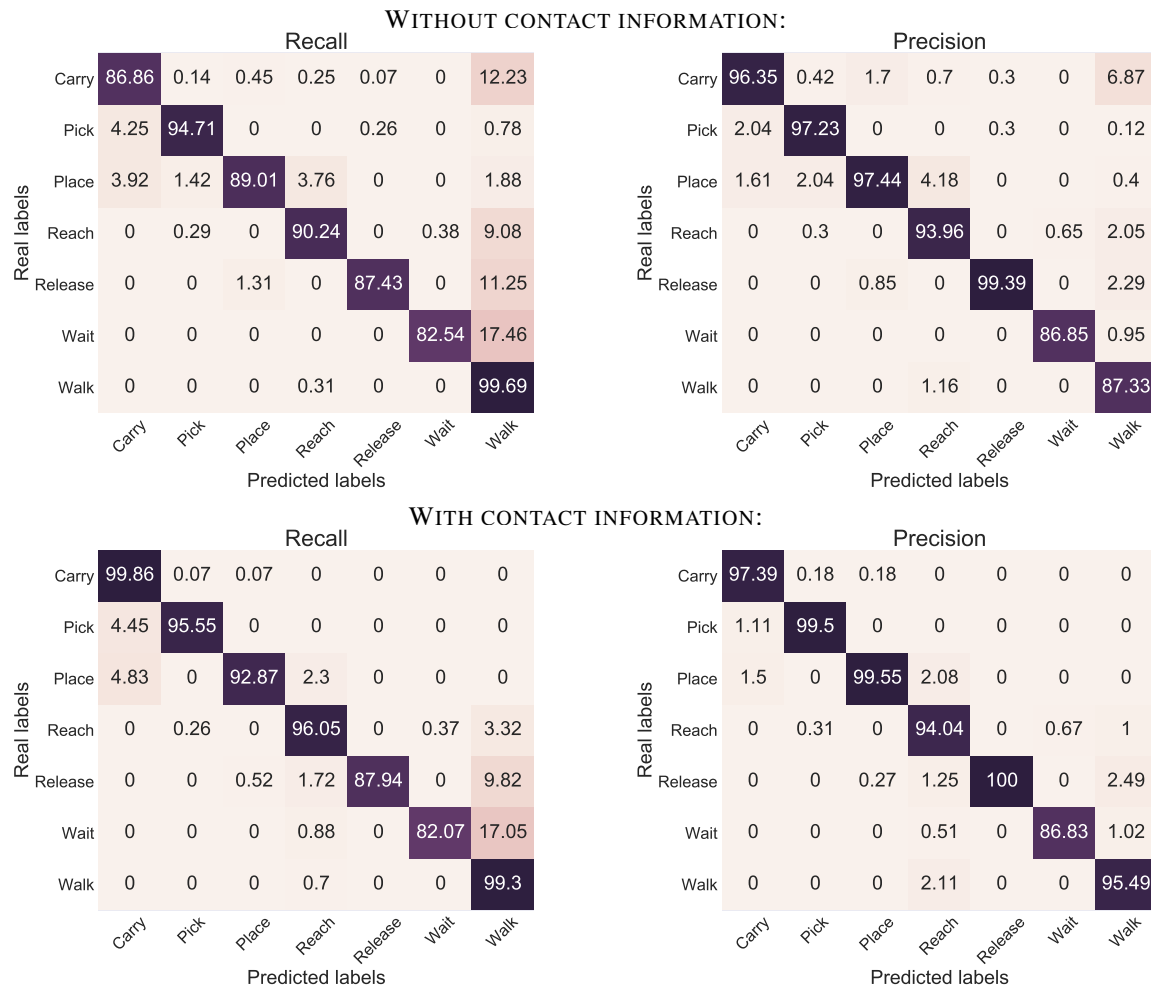 WITHOUT CONTACT INFORMATION:
Recall
Real labels
Carry 86.86 0.14 0.45 0.25 0.07 0 12.23
Pick 4.25 94.71 0 0 0.26 0 0.78
Place 3.92 1.42 89.01 3.76 0 0 1.88
Reach 0 0.29 0 90.24 0 0.38 9.08
Release 0 0 1.31 0 87.43 0 11.25
Wait 0 0 0 0 0 82.54 17.46
Walk 0 0 0 0.31 0 0 99.69
Carry Pick Place Reach Release Wait Walk
Predicted labels
Precision
Real labels
Carry 96.35 0.42 1.7 0.7 0.3 0 6.87
Pick 2.04 97.23 0 0 0.3 0 0.12
Place 1.61 2.04 97.44 4.18 0 0 0.4
Reach 0 0.3 0 93.96 0 0.65 2.05
Release 0 0 0.85 0 99.39 0 2.29
Wait 0 0 0 0 0 86.85 0.95
Walk 0 0 0 1.16 0 0 87.33
Carry Pick Place Reach Release Wait Walk
Predicted labels
WITH CONTACT INFORMATION:
Recall
Real labels
Carry 99.86 0.07 0.07 0 0 0 0
Pick 4.45 95.55 0 0 0 0 0
Place 4.83 0 92.87 2.3 0 0 0
Reach 0 0.26 0 96.05 0 0.37 3.32
Release 0 0 0.52 1.72 87.94 0 9.82
Wait 0 0 0 0.88 0 82.07 17.05
Walk 0 0 0 0.7 0 0 99.3
Carry Pick Place Reach Release Wait Walk
Predicted labels
Precision
Real labels
Carry 97.39 0.18 0.18 0 0 0 0
Pick 1.11 99.5 0 0 0 0 0
Place 1.5 0 99.55 2.08 0 0 0
Reach 0 0.31 0 94.04 0 0.67 1
Release 0 0 0.27 1.25 100 0 2.49
Wait 0 0 0 0.51 0 86.83 1.02
Walk 0 0 0 2.11 0 0 95.49
Carry Pick Place Reach Release Wait Walk
Predicted labels